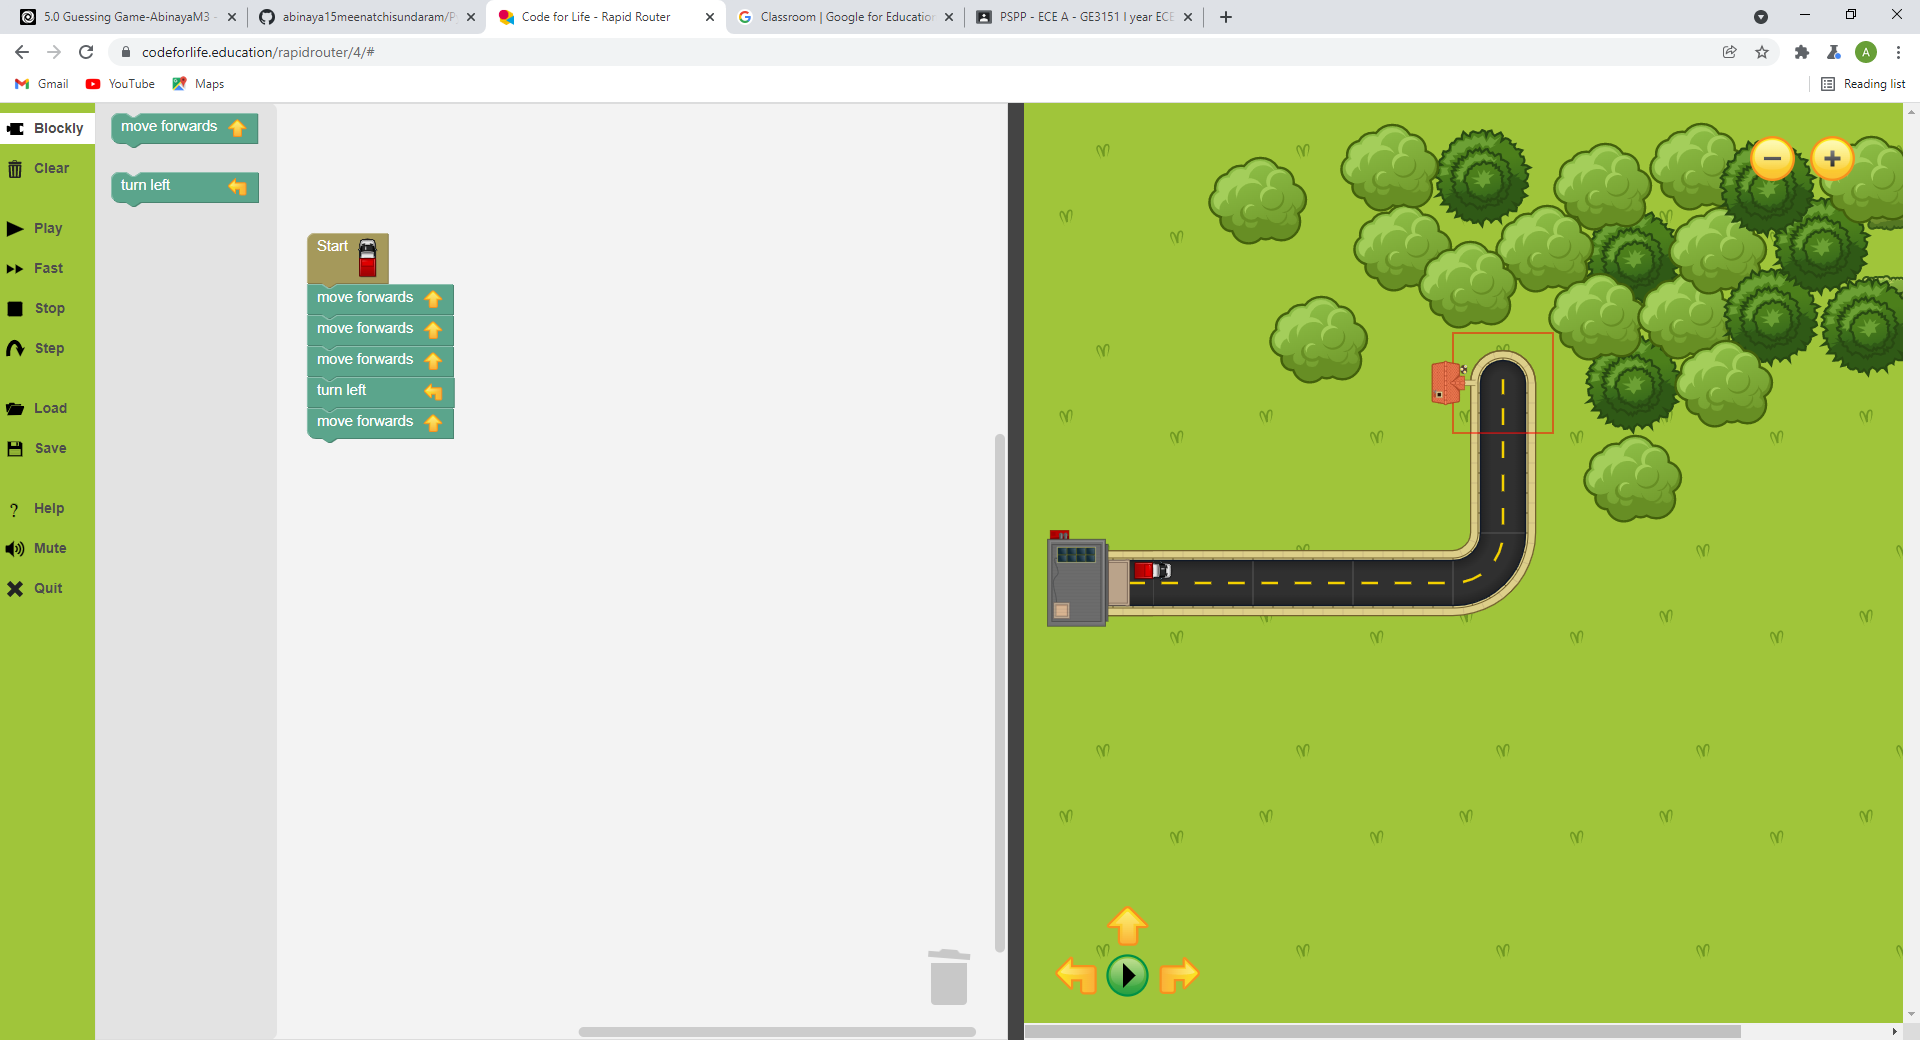 5.0 Guessing Game-AbinayaM3 -
abinaya15meenatchisundaram/P
Code for Life - Rapid Router
Classroom | Google for Education
PSPP - ECE A - GE3151 I year ECE
codeforlife.education/rapidrouter/4/#
A
Gmail
YouTube
Maps
Reading list
Blockly
Clear
Play
Fast
Stop
Step
Load
Save
? Help
Mute
Quit
move forwards
turn left
Start
move forwards
move forwards
move forwards
turn left
move forwards